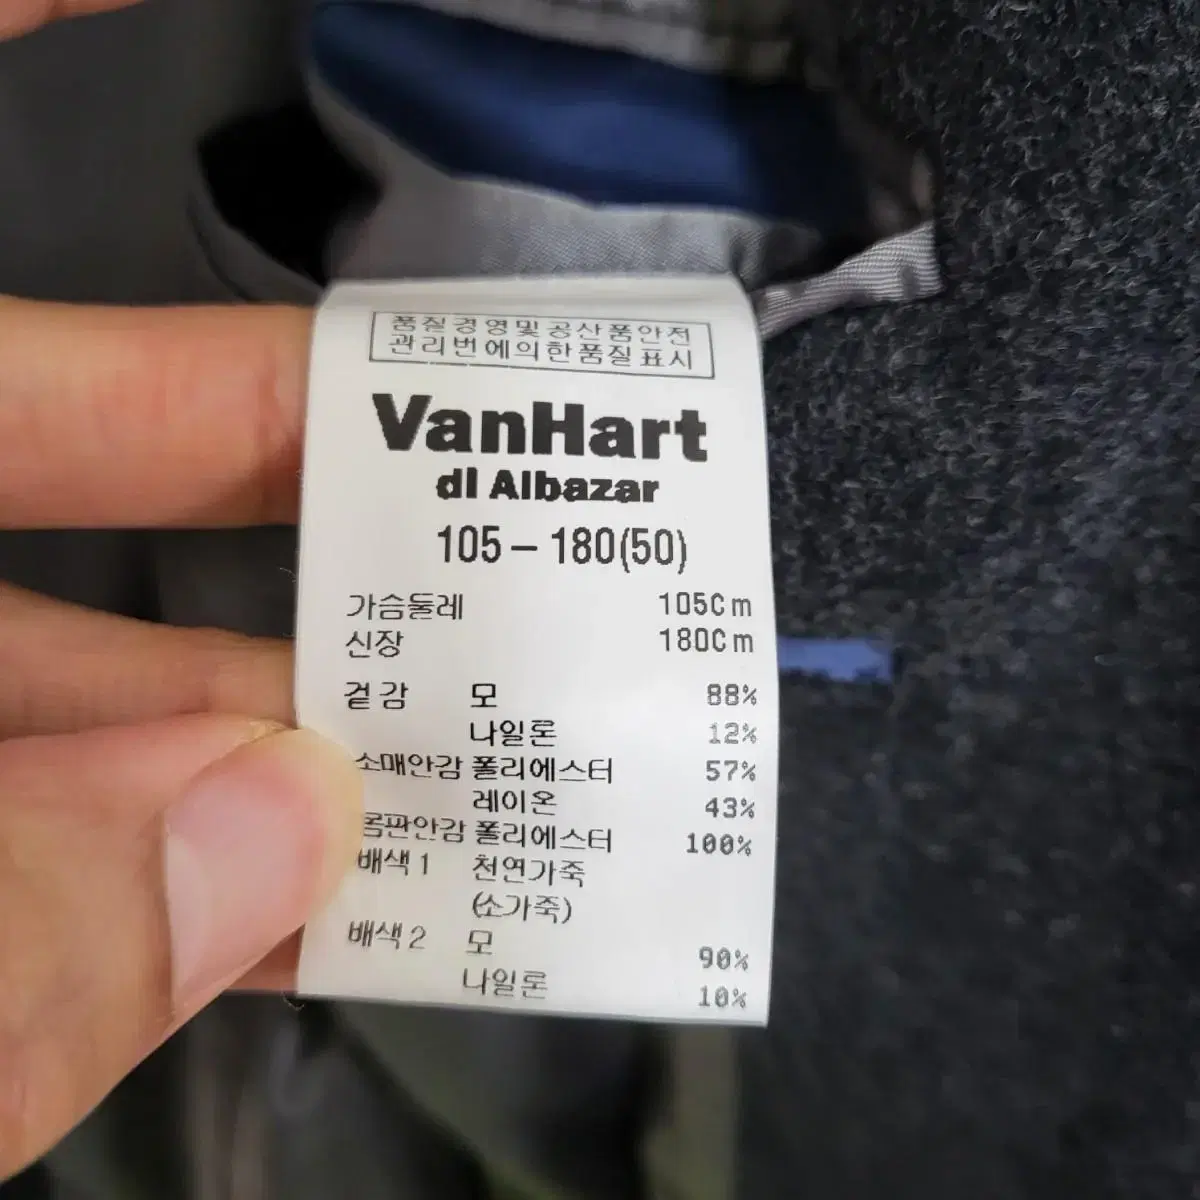 품질경영및공산품안전
관리번에의한품질표시
VanHart
dI Albazar
105 – 180(50)
가슴둘레 105Cm
신장 180Cm
겉감 모 88%
나일론 12%
소매안감 폴리에스터 57%
레이온 43%
몸판안감 폴리에스터 100%
배색1 천연가죽
(소가죽)
배색2 모 90%
나일론 10%